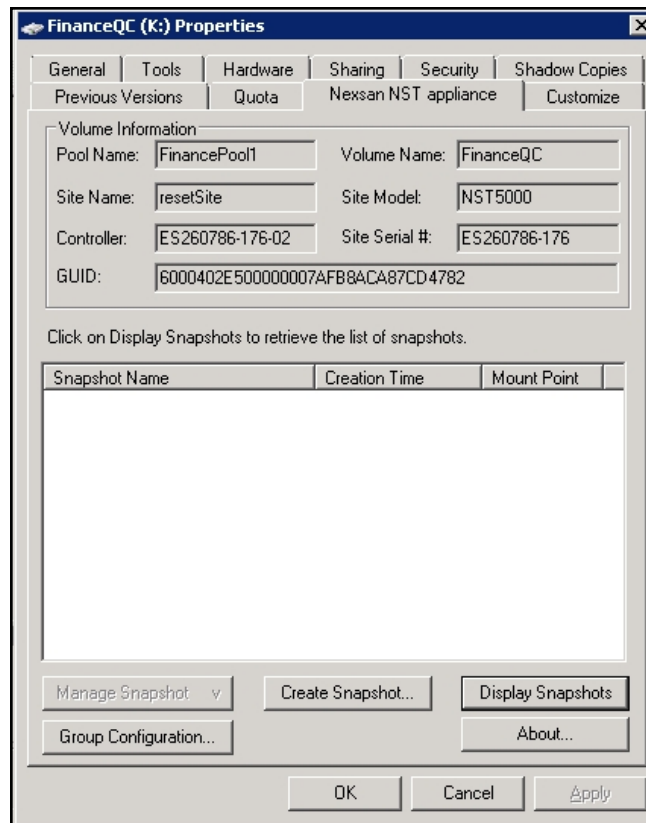 FinanceQC (K:) Properties
General Tools Hardware Sharing Security Shadow Copies
Previous Versions Quota Nexsan NST appliance Customize
Volume Information
Pool Name: FinancePool1 Volume Name: FinanceQC
Site Name: resetSite Site Model: NST5000
Controller: ES260786-176-02 Site Serial #: ES260786-176
GUID: 6000402E500000007AFB8ACA87CD4782
Click on Display Snapshots to retrieve the list of snapshots.
Snapshot Name Creation Time Mount Point
Manage Snapshot v Create Snapshot... Display Snapshots
Group Configuration... About...
OK Cancel Apply